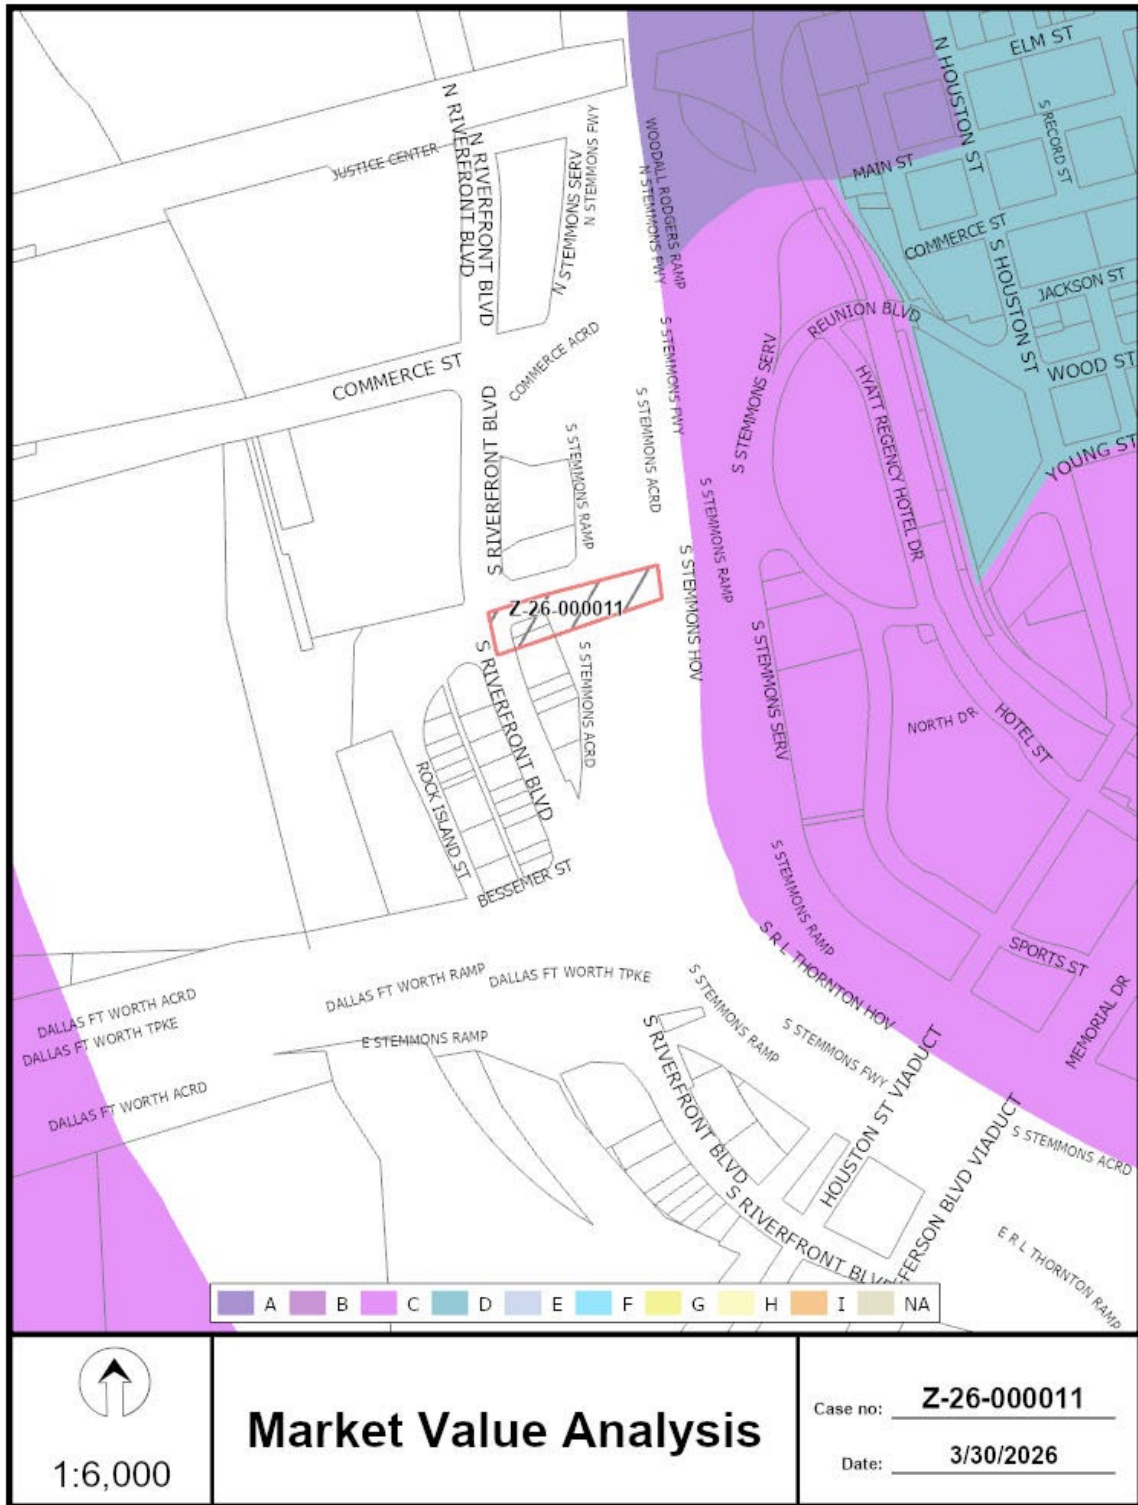 ELM ST
N HOUSTON ST
S RECORD ST
N RIVERFRONT BLVD
N RIVERFRONT BLVD
JUSTICE CENTER
N STEMMONS FWY
N STEMMONS SERV
WOODALL RODGERS RAMP
N STEMMONS FWY
MAIN ST
COMMERCE ST
S HOUSTON ST
JACKSON ST
REUNION BLVD
WOOD ST
COMMERCE ST
COMMERCE ACRD
S STEMMONS FWY
S STEMMONS SERV
HYATT REGENCY HOTEL DR
YOUNG ST
S RIVERFRONT BLVD
S STEMMONS RAMP
S STEMMONS ACRD
S STEMMONS RAMP
S STEMMONS HOV
Z-26-000011
S RIVERFRONT BLVD
S STEMMONS ACRD
S STEMMONS SERV
NORTH DR
HOTEL ST
ROCK ISLAND ST
BESSEMER ST
S STEMMONS RAMP
S R L THORNTON HOV
SPORTS ST
MEMORIAL DR
DALLAS FT WORTH RAMP
DALLAS FT WORTH TPKE
DALLAS FT WORTH ACRD
DALLAS FT WORTH TPKE
E STEMMONS RAMP
S STEMMONS RAMP
S STEMMONS FWY
S RIVERFRONT BLVD
HOUSTON ST VIADUCT
DALLAS FT WORTH ACRD
S STEMMONS ACRD
FFERSON BLVD VIADUCT
S RIVERFRONT BLVD
E R L THORNTON RAMP
A B C D E F G H I NA
1:6,000
Market Value Analysis
Case no: Z-26-000011
Date: 3/30/2026